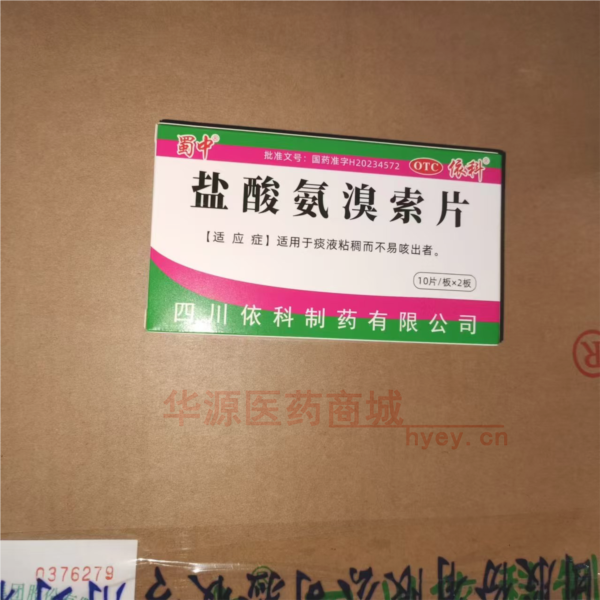 蜀中®
批准文号：国药准字H20234572
OTC
依科®
盐酸氨溴索片
【适应症】适用于痰液粘稠而不易咳出者。
10片/板×2板
四川依科制药有限公司
®
华源医药商城
hyey.cn
0376279